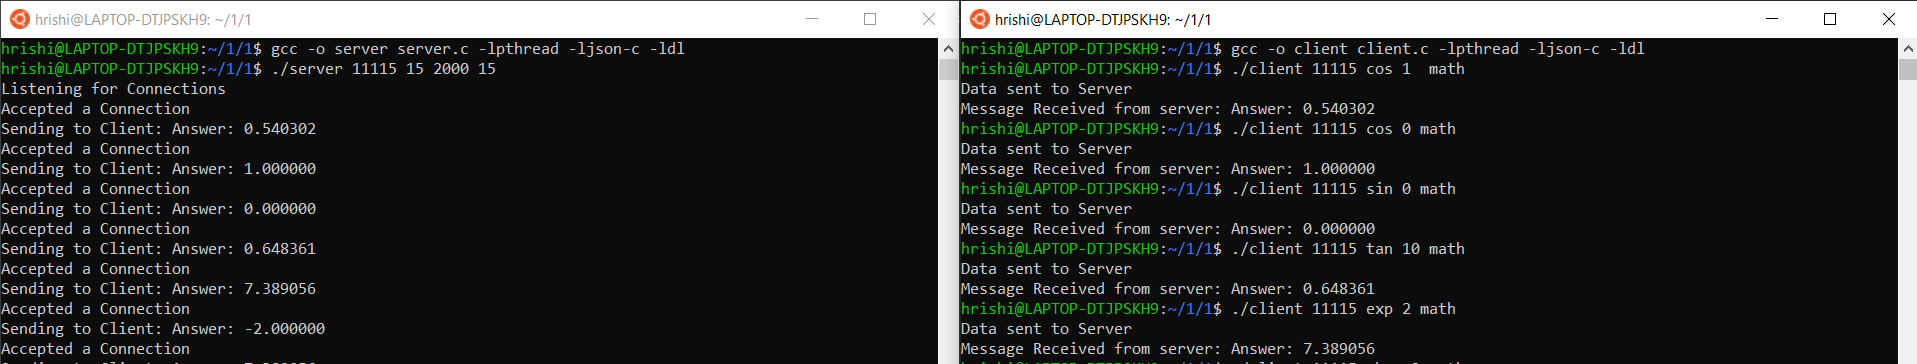 hrishi@LAPTOP-DTJPSKH9: ~/1/1
hrishi@LAPTOP-DTJPSKH9:~/1/1$ gcc -o server server.c -lpthread -ljson-c -ldl
hrishi@LAPTOP-DTJPSKH9:~/1/1$ ./server 11115 15 2000 15
Listening for Connections
Accepted a Connection
Sending to Client: Answer: 0.540302
Accepted a Connection
Sending to Client: Answer: 1.000000
Accepted a Connection
Sending to Client: Answer: 0.000000
Accepted a Connection
Sending to Client: Answer: 0.648361
Accepted a Connection
Sending to Client: Answer: 7.389056
Accepted a Connection
Sending to Client: Answer: -2.000000
Accepted a Connection
hrishi@LAPTOP-DTJPSKH9: ~/1/1
hrishi@LAPTOP-DTJPSKH9:~/1/1$ gcc -o client client.c -lpthread -ljson-c -ldl
hrishi@LAPTOP-DTJPSKH9:~/1/1$ ./client 11115 cos 1  math
Data sent to Server
Message Received from server: Answer: 0.540302
hrishi@LAPTOP-DTJPSKH9:~/1/1$ ./client 11115 cos 0 math
Data sent to Server
Message Received from server: Answer: 1.000000
hrishi@LAPTOP-DTJPSKH9:~/1/1$ ./client 11115 sin 0 math
Data sent to Server
Message Received from server: Answer: 0.000000
hrishi@LAPTOP-DTJPSKH9:~/1/1$ ./client 11115 tan 10 math
Data sent to Server
Message Received from server: Answer: 0.648361
hrishi@LAPTOP-DTJPSKH9:~/1/1$ ./client 11115 exp 2 math
Data sent to Server
Message Received from server: Answer: 7.389056